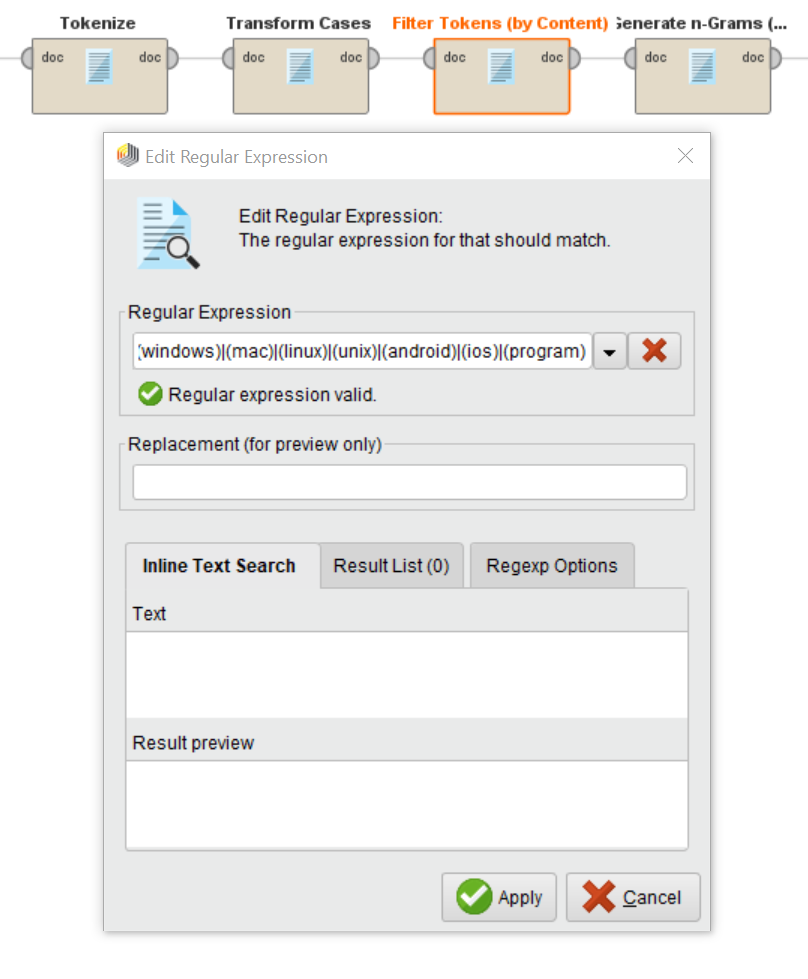 Tokenize Transform Cases Filter Tokens (by Content) Generate n-Grams (...
doc doc doc doc doc doc doc doc
Edit Regular Expression
Edit Regular Expression:
The regular expression for that should match.
Regular Expression
(windows)|(mac)|(linux)|(unix)|(android)|(ios)|(program)
Regular expression valid.
Replacement (for preview only)
Inline Text Search Result List (0) Regexp Options
Text
Result preview
Apply Cancel